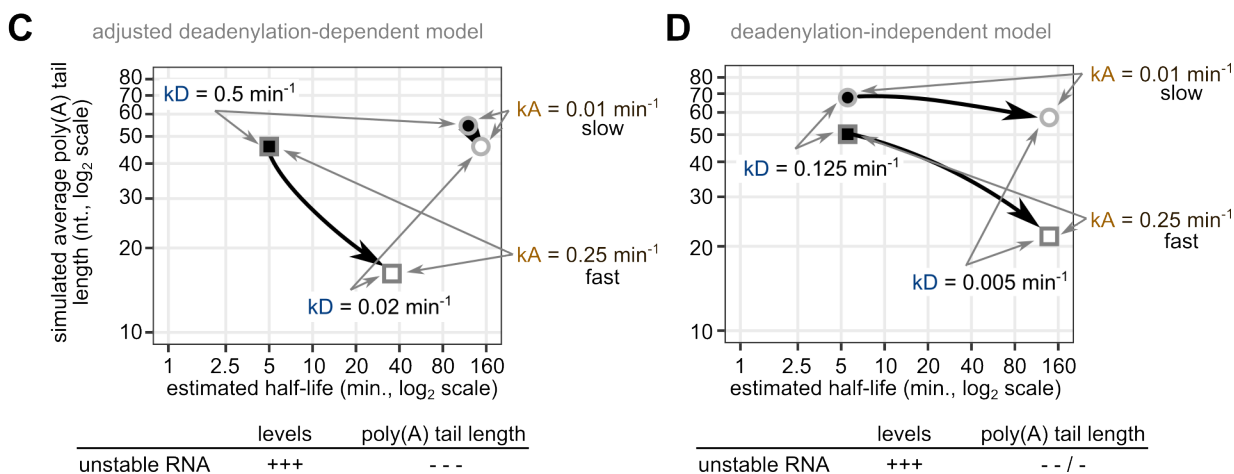 C
adjusted deadenylation-dependent model
simulated average poly(A) tail
length (nt., log2 scale)
80
70
60
50
40
30
20
10
kD = 0.5 min-1
kA = 0.01 min-1
slow
kA = 0.25 min-1
fast
kD = 0.02 min-1
1 2.5 5 10 20 40 80 160
estimated half-life (min., log2 scale)
levels poly(A) tail length
unstable RNA +++ - - -
D
deadenylation-independent model
80
70
60
50
40
30
20
10
kA = 0.01 min-1
slow
kD = 0.125 min-1
kA = 0.25 min-1
fast
kD = 0.005 min-1
1 2.5 5 10 20 40 80 160
estimated half-life (min., log2 scale)
levels poly(A) tail length
unstable RNA +++ - - / -